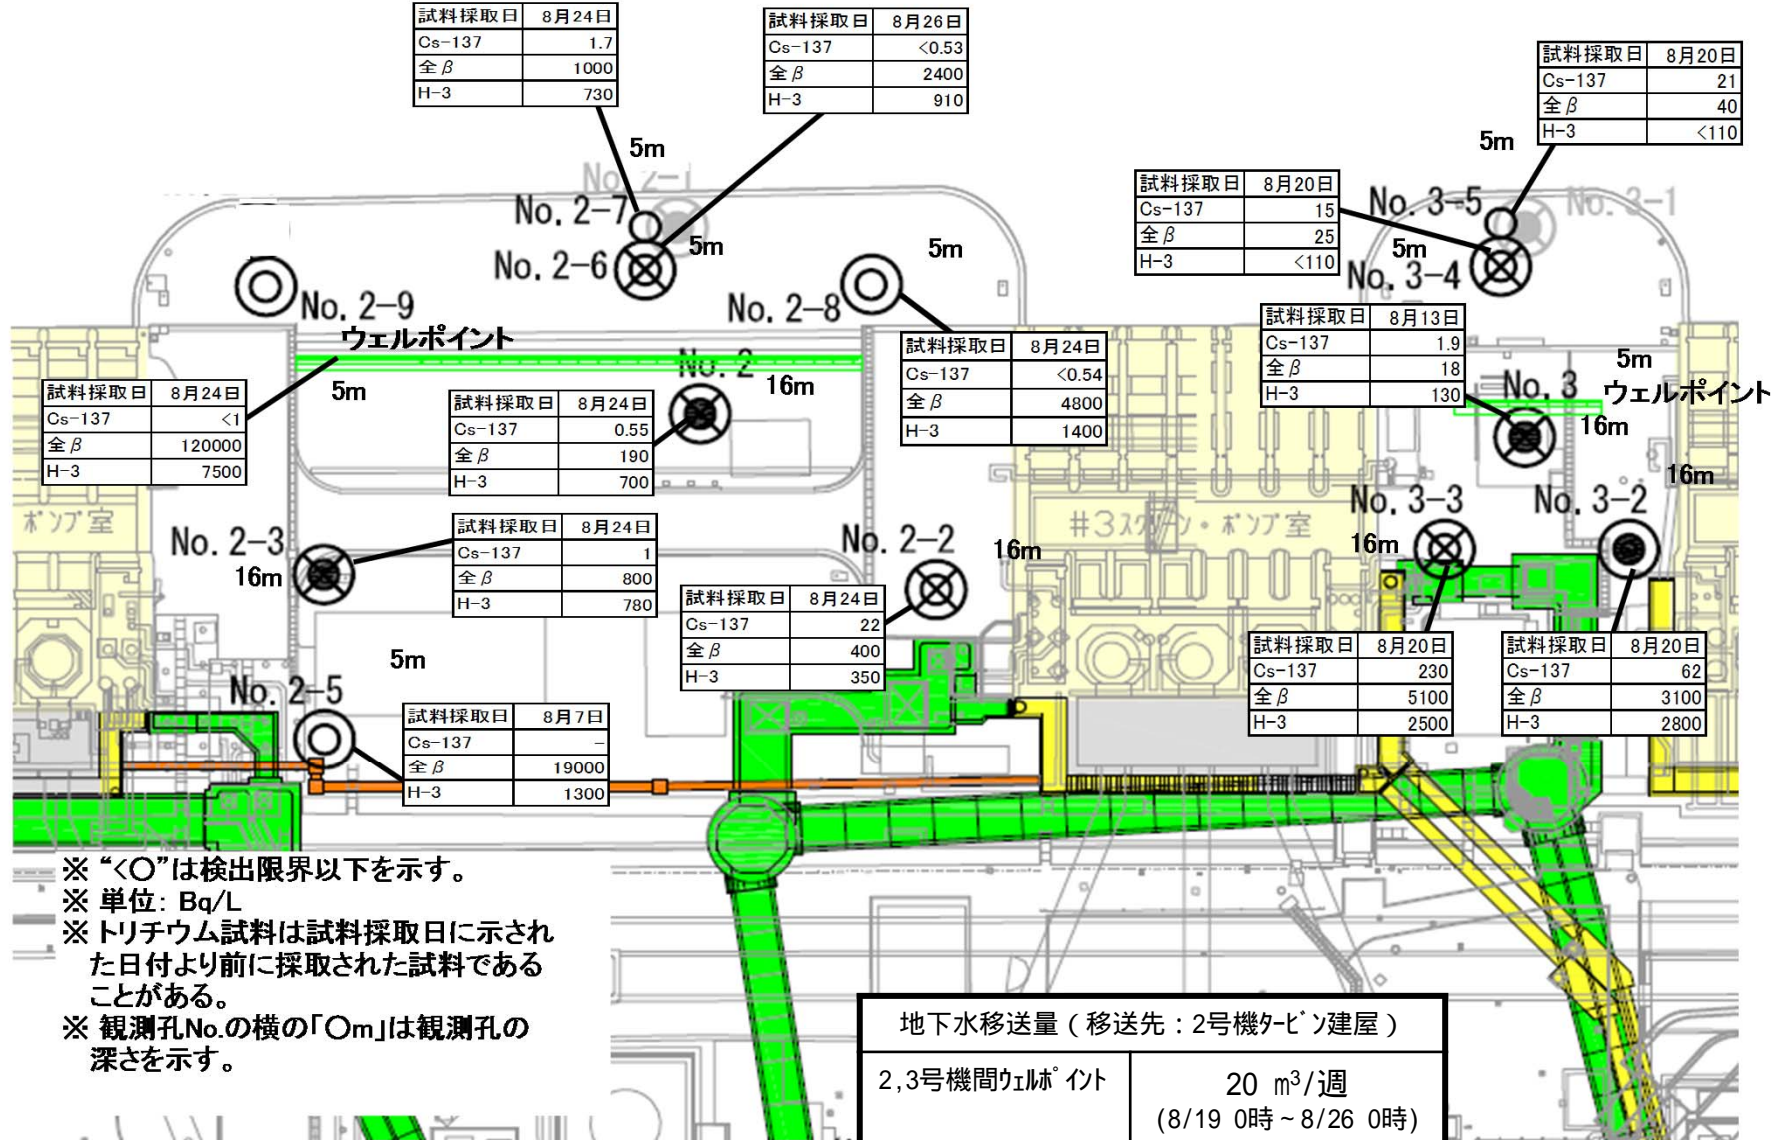 試料採取日 8月24日
Cs-137 1.7
全β 1000
H-3 730
試料採取日 8月26日
Cs-137 <0.53
全β 2400
H-3 910
試料採取日 8月20日
Cs-137 21
全β 40
H-3 <110
5m
5m
No. 2-1
No. 2-7
5m
No. 2-6
5m
No. 2-9
No. 2-8
試料採取日 8月20日
Cs-137 15
全β 25
H-3 <110
No. 3-5
No. 3-1
5m
No. 3-4
ウェルポイント
5m
試料採取日 8月24日
Cs-137 <1
全β 120000
H-3 7500
No. 2
16m
試料採取日 8月24日
Cs-137 0.55
全β 190
H-3 700
試料採取日 8月24日
Cs-137 <0.54
全β 4800
H-3 1400
試料採取日 8月13日
Cs-137 1.9
全β 18
H-3 130
5m
ウェルポイント
No. 3
16m
16m
ポンプ室
No. 2-3
16m
試料採取日 8月24日
Cs-137 1
全β 800
H-3 780
No. 2-2
16m
#3スクリーン・ポンプ室
No. 3-3
16m
No. 3-2
試料採取日 8月24日
Cs-137 22
全β 400
H-3 350
試料採取日 8月20日
Cs-137 230
全β 5100
H-3 2500
試料採取日 8月20日
Cs-137 62
全β 3100
H-3 2800
5m
No. 2-5
試料採取日 8月7日
Cs-137 -
全β 19000
H-3 1300
※ “<〇”は検出限界以下を示す。
※ 単位: Bq/L
※ トリチウム試料は試料採取日に示され
た日付より前に採取された試料である
ことがある。
※ 観測孔No.の横の「〇m」は観測孔の
深さを示す。
地下水移送量 ( 移送先 : 2号機タービン建屋 )
2,3号機間ウェルポイント 20 m³/週
(8/19 0時 ~ 8/26 0時)